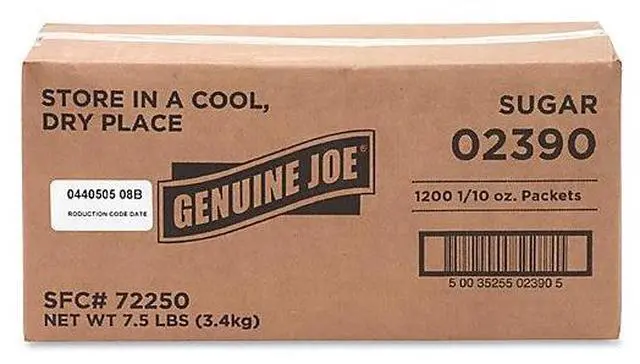 STORE IN A COOL,
DRY PLACE
0440505 08B
RODUCTION CODE DATE
GENUINE JOE®
SFC# 72250
NET WT 7.5 LBS (3.4kg)
SUGAR
02390
1200 1/10 oz. Packets
5 00 35255 02390 5